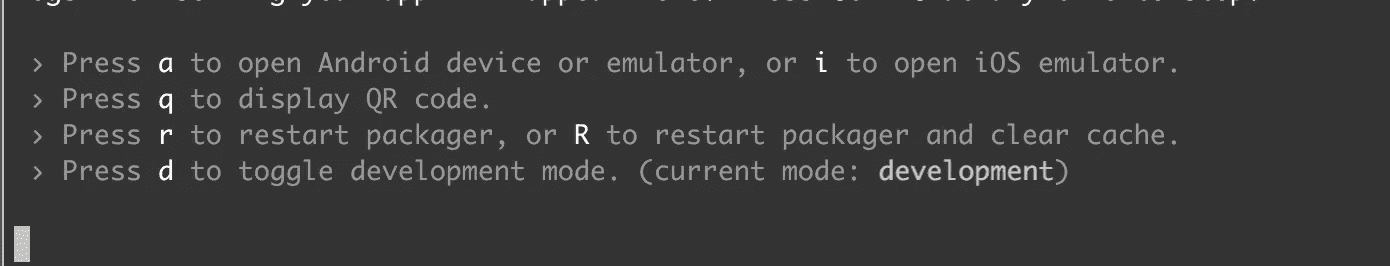 › Press a to open Android device or emulator, or i to open iOS emulator.
› Press q to display QR code.
› Press r to restart packager, or R to restart packager and clear cache.
› Press d to toggle development mode. (current mode: development)